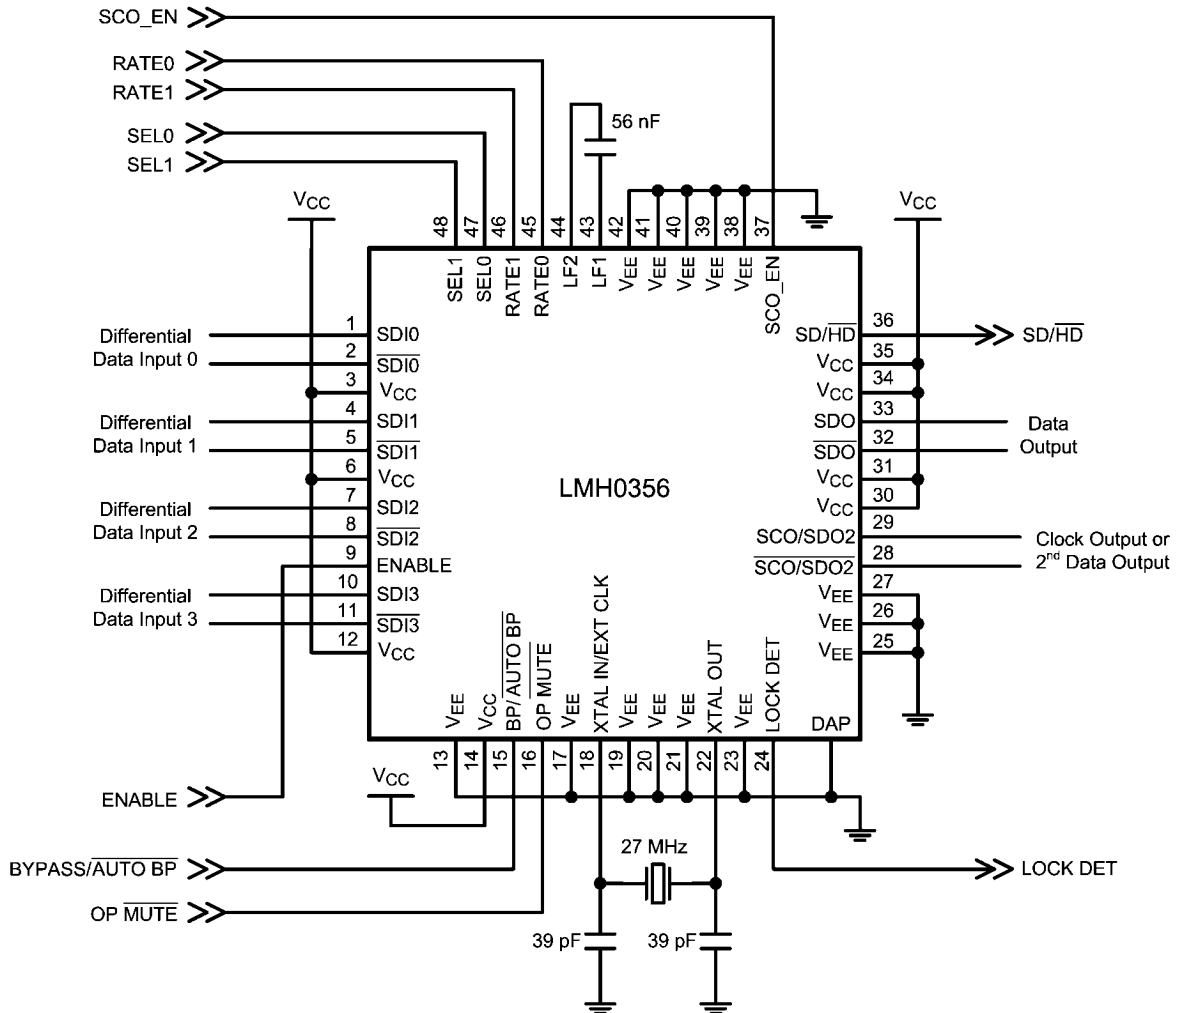 SCO_EN
RATE0
RATE1
SEL0
SEL1
56 nF
VCC
VCC
48
47
46
45
44
43
42
41
40
39
38
37
SEL1
SEL0
RATE1
RATE0
LF2
LF1
VEE
VEE
VEE
VEE
VEE
SCO_EN
Differential
Data Input 0
1
SDI0
2
SDI0
3
VCC
Differential
Data Input 1
4
SDI1
5
SDI1
6
VCC
Differential
Data Input 2
7
SDI2
8
SDI2
9
ENABLE
Differential
Data Input 3
10
SDI3
11
SDI3
12
VCC
LMH0356
SD/HD
36
SD/HD
VCC
35
VCC
34
SDO
33
SDO
32
Data
Output
VCC
31
VCC
30
SCO/SDO2
29
SCO/SDO2
28
Clock Output or
2nd Data Output
VEE
27
VEE
26
VEE
25
VEE
VCC
BP/AUTO BP
OP MUTE
VEE
XTAL IN/EXT CLK
VEE
VEE
VEE
XTAL OUT
VEE
LOCK DET
DAP
13
14
15
16
17
18
19
20
21
22
23
24
VCC
ENABLE
BYPASS/AUTO BP
OP MUTE
27 MHz
LOCK DET
39 pF
39 pF